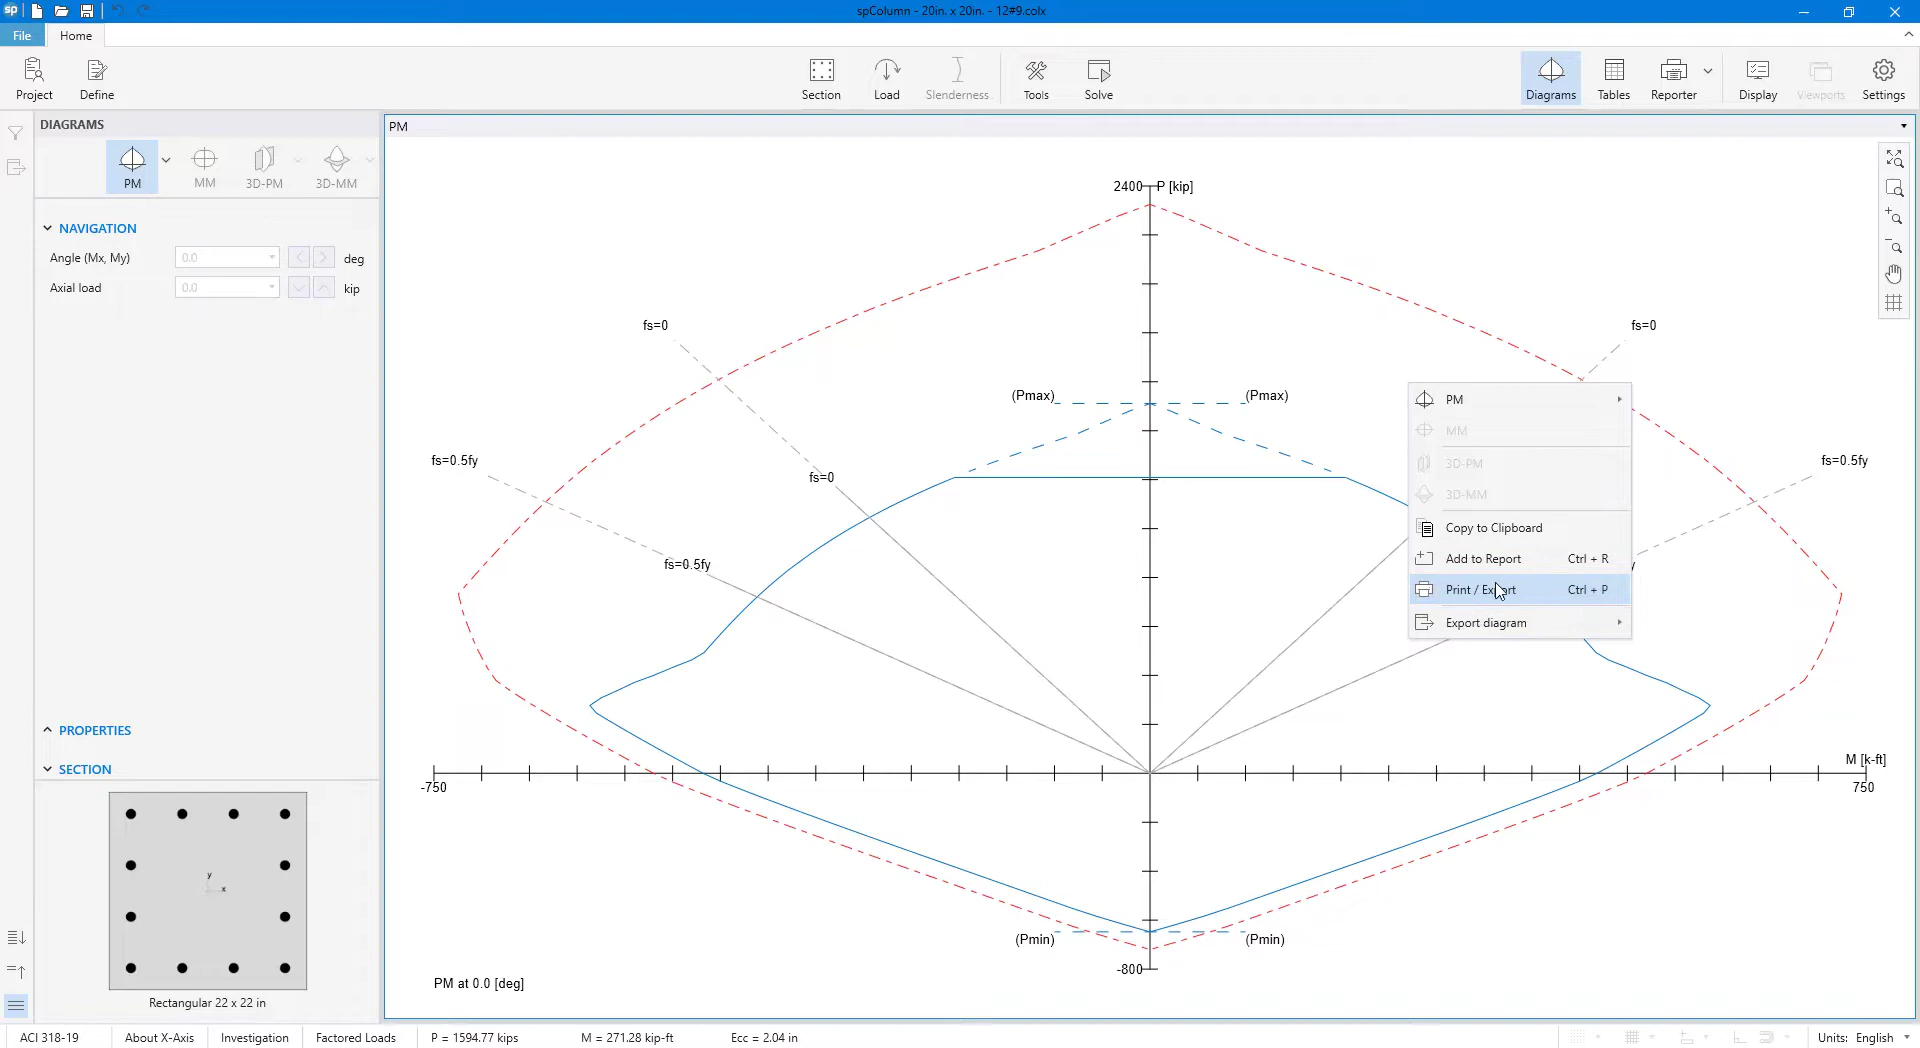 sp
spColumn - 20in. x 20in. - 12#9.colx
File
Home
Project
Define
Section
Load
Slenderness
Tools
Solve
Diagrams
Tables
Reporter
Display
Viewports
Settings
DIAGRAMS
PM
MM
3D-PM
3D-MM
NAVIGATION
Angle (Mx, My) 0.0 deg
Axial load 0.0 kip
PROPERTIES
SECTION
y
x
Rectangular 22 x 22 in
PM
2400 P [kip]
fs=0
fs=0
(Pmax)
(Pmax)
fs=0.5fy
fs=0.5fy
fs=0
fs=0.5fy
M [k-ft]
-750
750
(Pmin)
(Pmin)
-800
PM at 0.0 [deg]
PM
MM
3D-PM
3D-MM
Copy to Clipboard
Add to Report Ctrl + R
Print / Export Ctrl + P
Export diagram
ACI 318-19
About X-Axis
Investigation
Factored Loads
P = 1594.77 kips
M = 271.28 kip-ft
Ecc = 2.04 in
Units: English